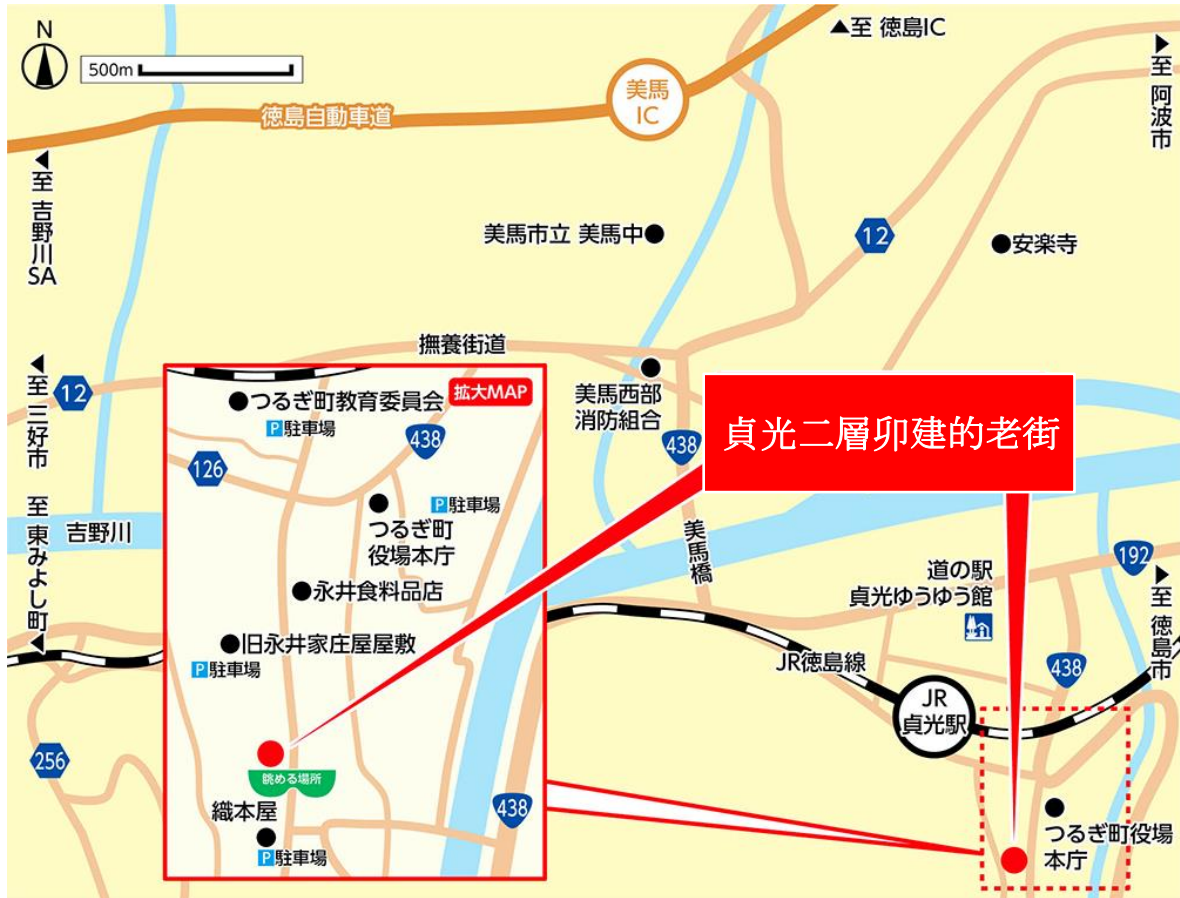 N
500m
▲至 徳島IC
▲至 阿波市
美馬
IC
徳島自動車道
▲至 吉野川SA
美馬市立 美馬中
12
安楽寺
撫養街道
▲至 三好市
12
美馬西部
消防組合
438
貞光二層卯建的老街
拡大MAP
つるぎ町教育委員会
P駐車場
438
126
P駐車場
つるぎ町
役場本庁
永井食料品店
旧永井家庄屋屋敷
P駐車場
眺める場所
織本屋
P駐車場
438
吉野川
至 東みよし町▲
美馬橋
192
道の駅
貞光ゆうゆう館
▲至 徳島市
JR徳島線
438
JR
貞光駅
256
つるぎ町役場
本庁